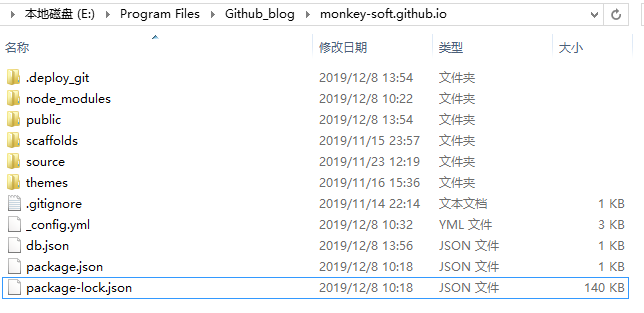 本地磁盘 (E:) Program Files Github_blog monkey-soft.github.io
名称 修改日期 类型 大小
.deploy_git 2019/12/8 13:54 文件夹
node_modules 2019/12/8 10:22 文件夹
public 2019/12/8 13:54 文件夹
scaffolds 2019/11/15 23:57 文件夹
source 2019/11/23 12:19 文件夹
themes 2019/11/16 15:36 文件夹
.gitignore 2019/11/14 22:14 文本文档 1 KB
_config.yml 2019/12/8 10:32 YML 文件 3 KB
db.json 2019/12/8 13:56 JSON 文件 1 KB
package.json 2019/12/8 10:18 JSON 文件 1 KB
package-lock.json 2019/12/8 10:18 JSON 文件 140 KB